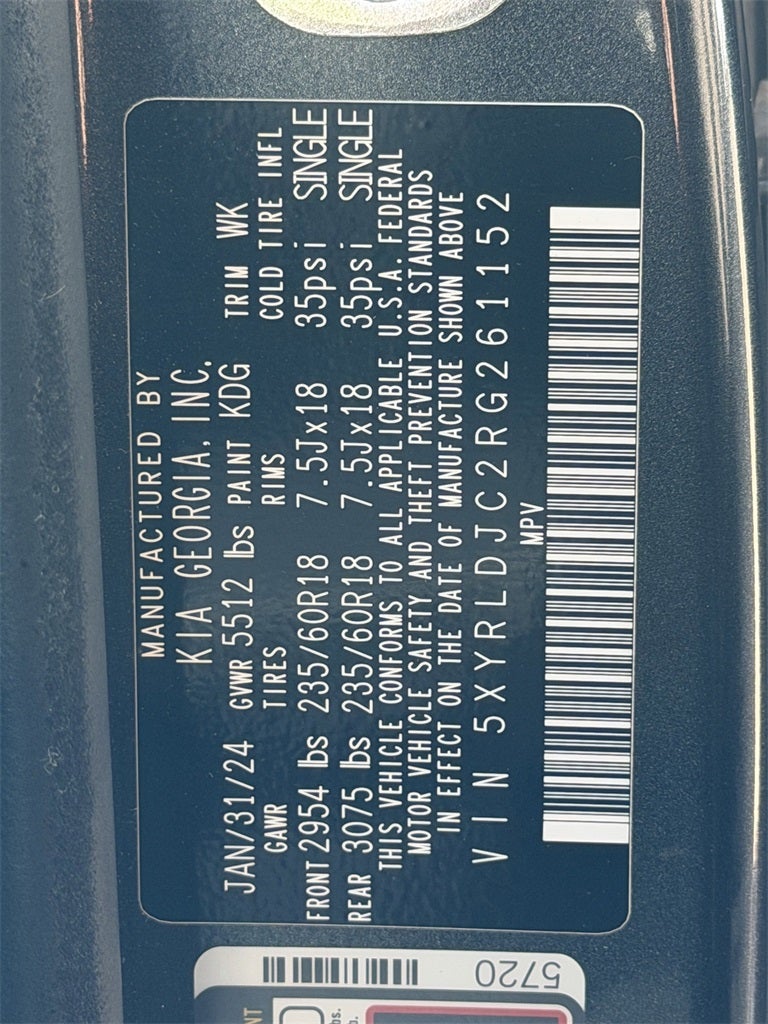 MANUFACTURED BY
KIA GEORGIA, INC.
JAN/31/24 GVWR 5512 lbs PAINT KDG TRIM WK
GAWR TIRES RIMS COLD TIRE INFL
FRONT 2954 lbs 235/60R18 7.5Jx18 35psi SINGLE
REAR 3075 lbs 235/60R18 7.5Jx18 35psi SINGLE
THIS VEHICLE CONFORMS TO ALL APPLICABLE U.S.A. FEDERAL
MOTOR VEHICLE SAFETY AND THEFT PREVENTION STANDARDS
IN EFFECT ON THE DATE OF MANUFACTURE SHOWN ABOVE
VIN 5XYRLDJC2RG261152
MPV
5720